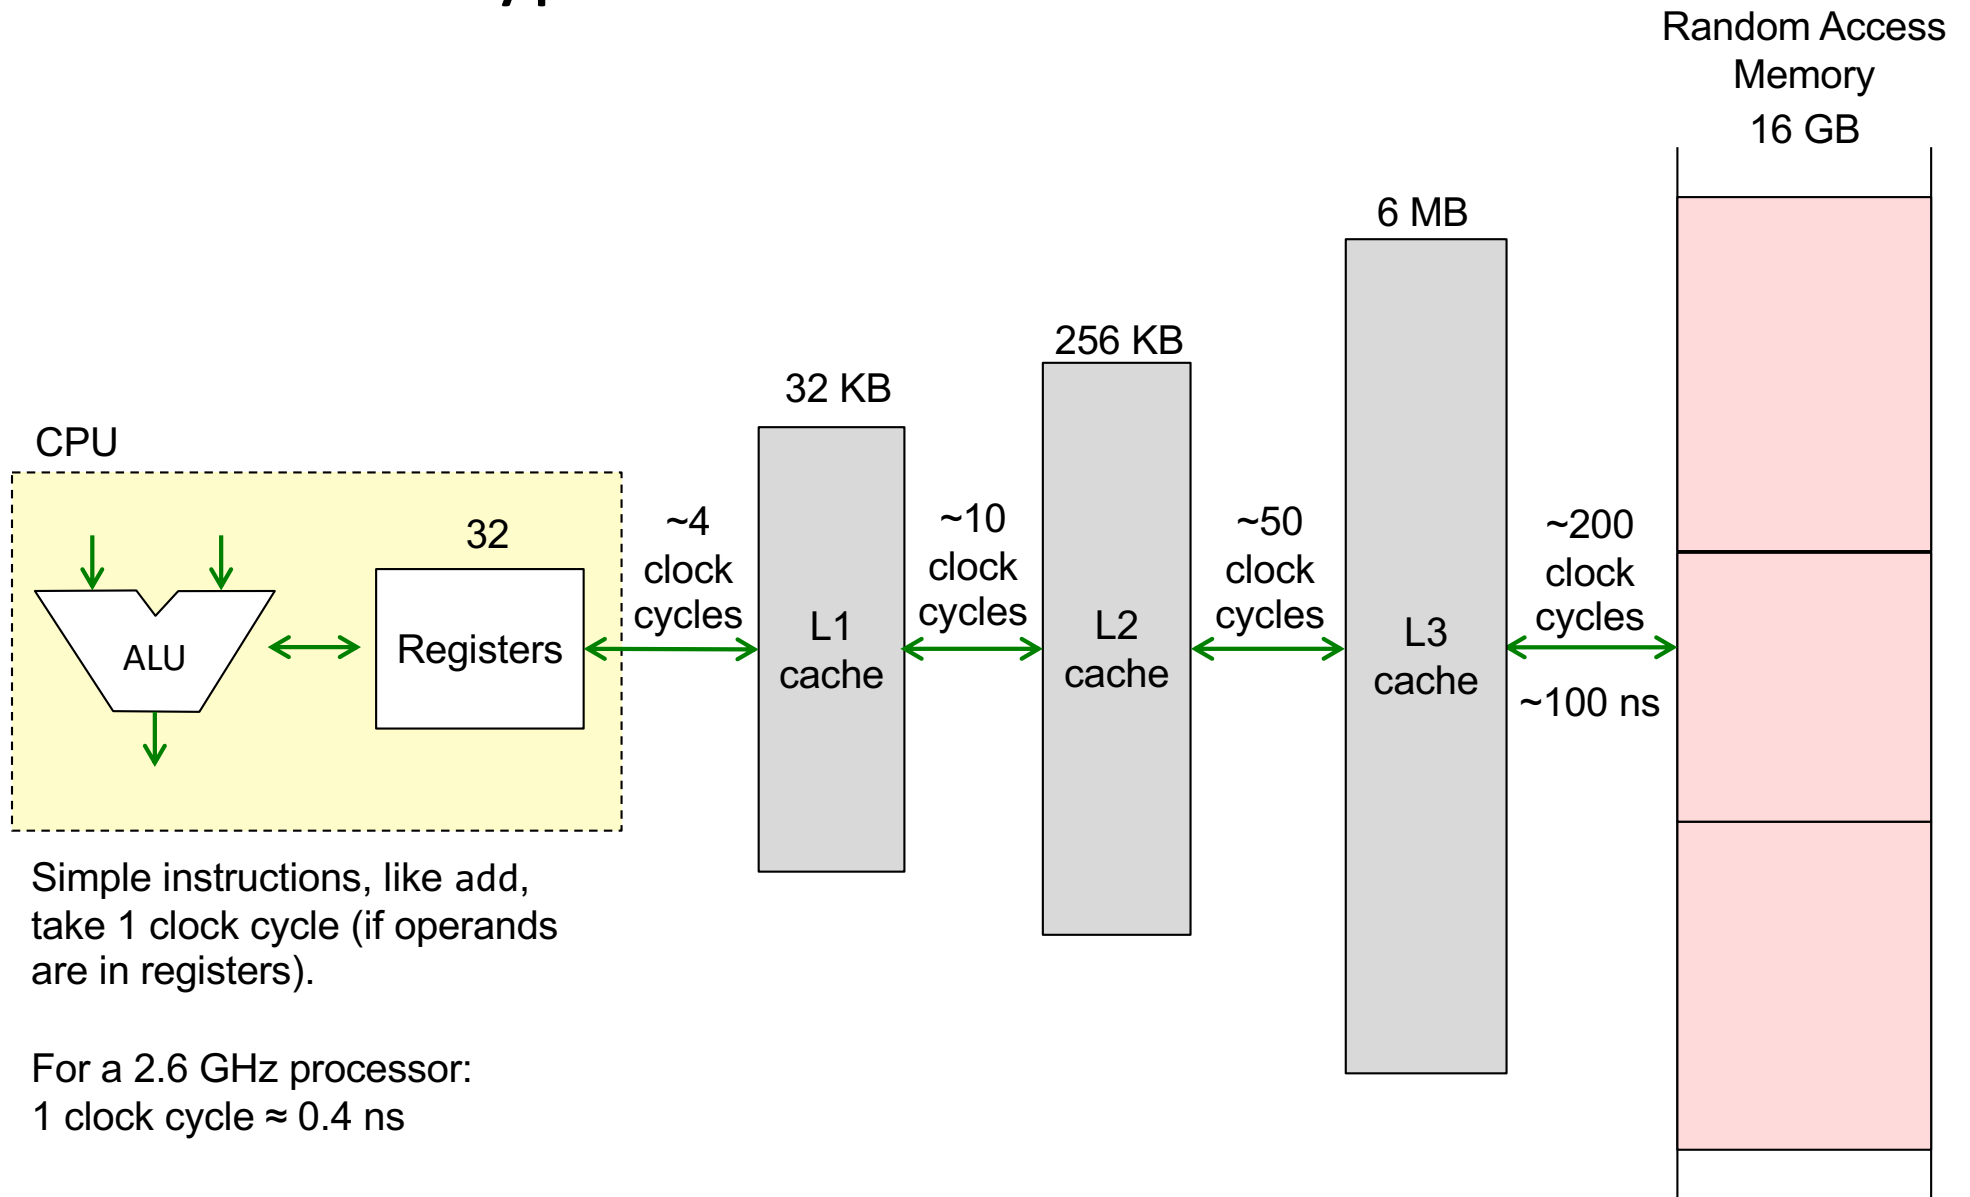 Random Access
Memory
16 GB
6 MB
256 KB
32 KB
CPU
32
ALU
Registers
~4
clock
cycles
L1
cache
~10
clock
cycles
L2
cache
~50
clock
cycles
L3
cache
~200
clock
cycles
~100 ns
Simple instructions, like add,
take 1 clock cycle (if operands
are in registers).
For a 2.6 GHz processor:
1 clock cycle ≈ 0.4 ns